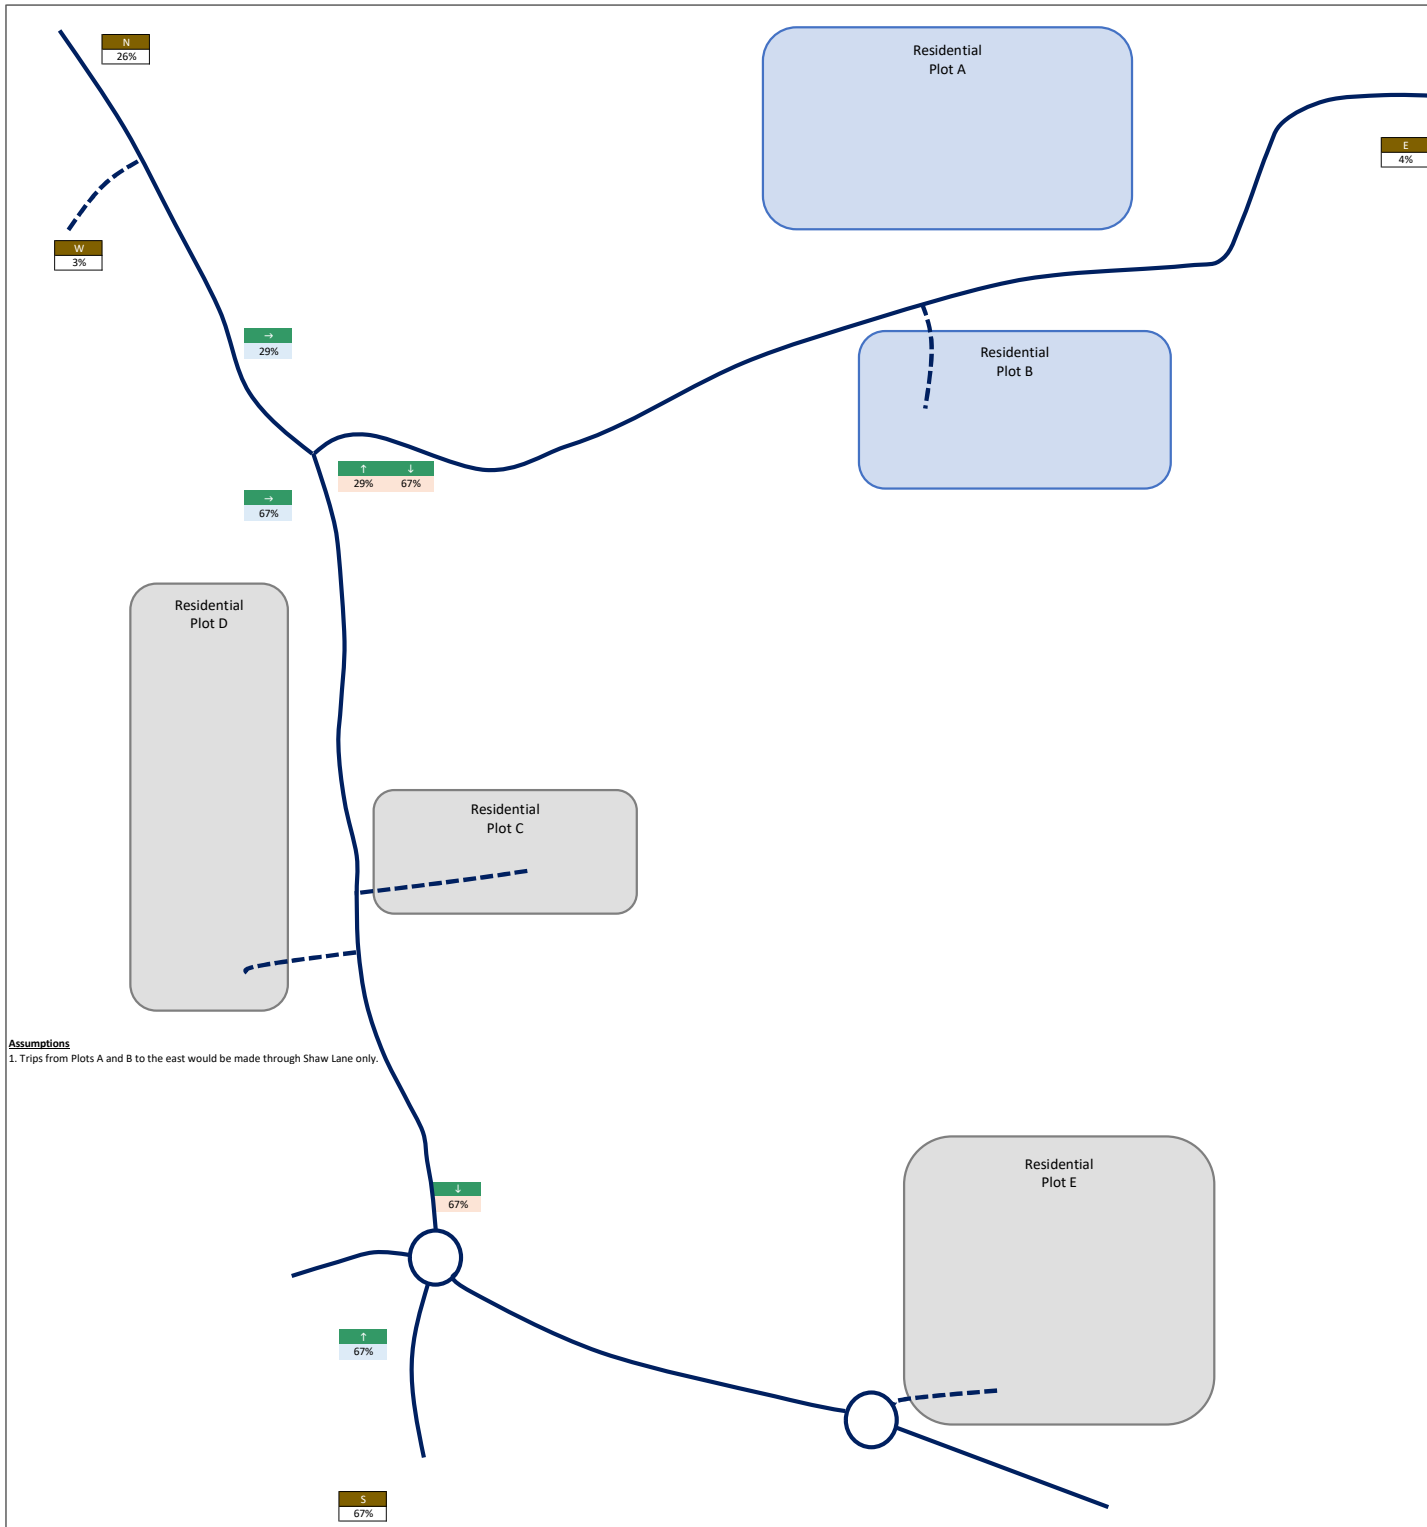 N
26%
Residential
Plot A
E
4%
W
3%
→
29%
Residential
Plot B
↑ ↓
29% 67%
→
67%
Residential
Plot D
Residential
Plot C
Assumptions
1. Trips from Plots A and B to the east would be made through Shaw Lane only.
Residential
Plot E
↓
67%
↑
67%
S
67%